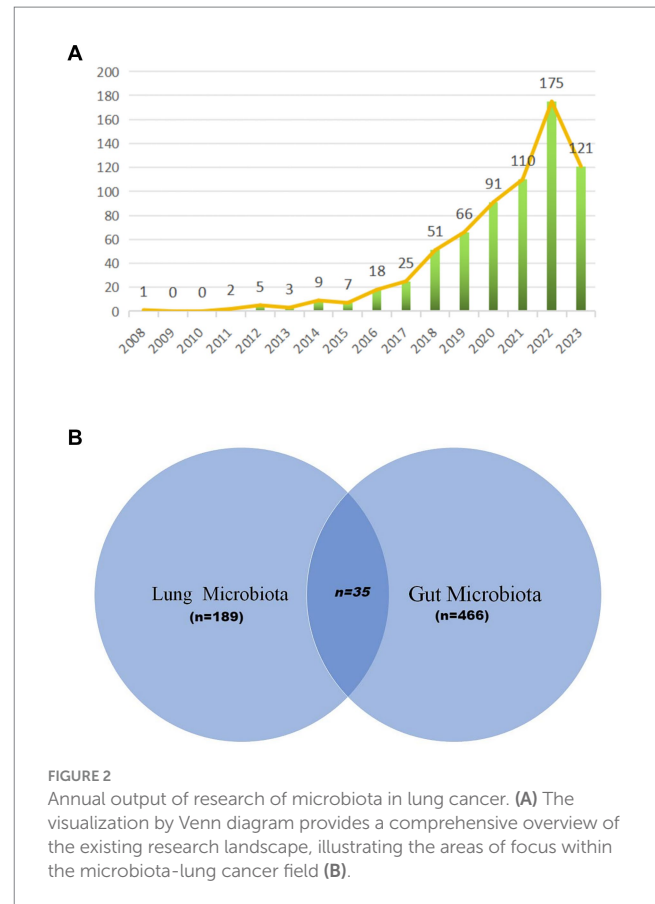 A
200
180
160
140
120
100
80
60
40
20
0
1 0 0 2 5 3 9 7 18 25 51 66 91 110 175 121
2008 2009 2010 2011 2012 2013 2014 2015 2016 2017 2018 2019 2020 2021 2022 2023
B
Lung Microbiota
(n=189)
n=35
Gut Microbiota
(n=466)
FIGURE 2
Annual output of research of microbiota in lung cancer. (A) The
visualization by Venn diagram provides a comprehensive overview of
the existing research landscape, illustrating the areas of focus within
the microbiota-lung cancer field (B).